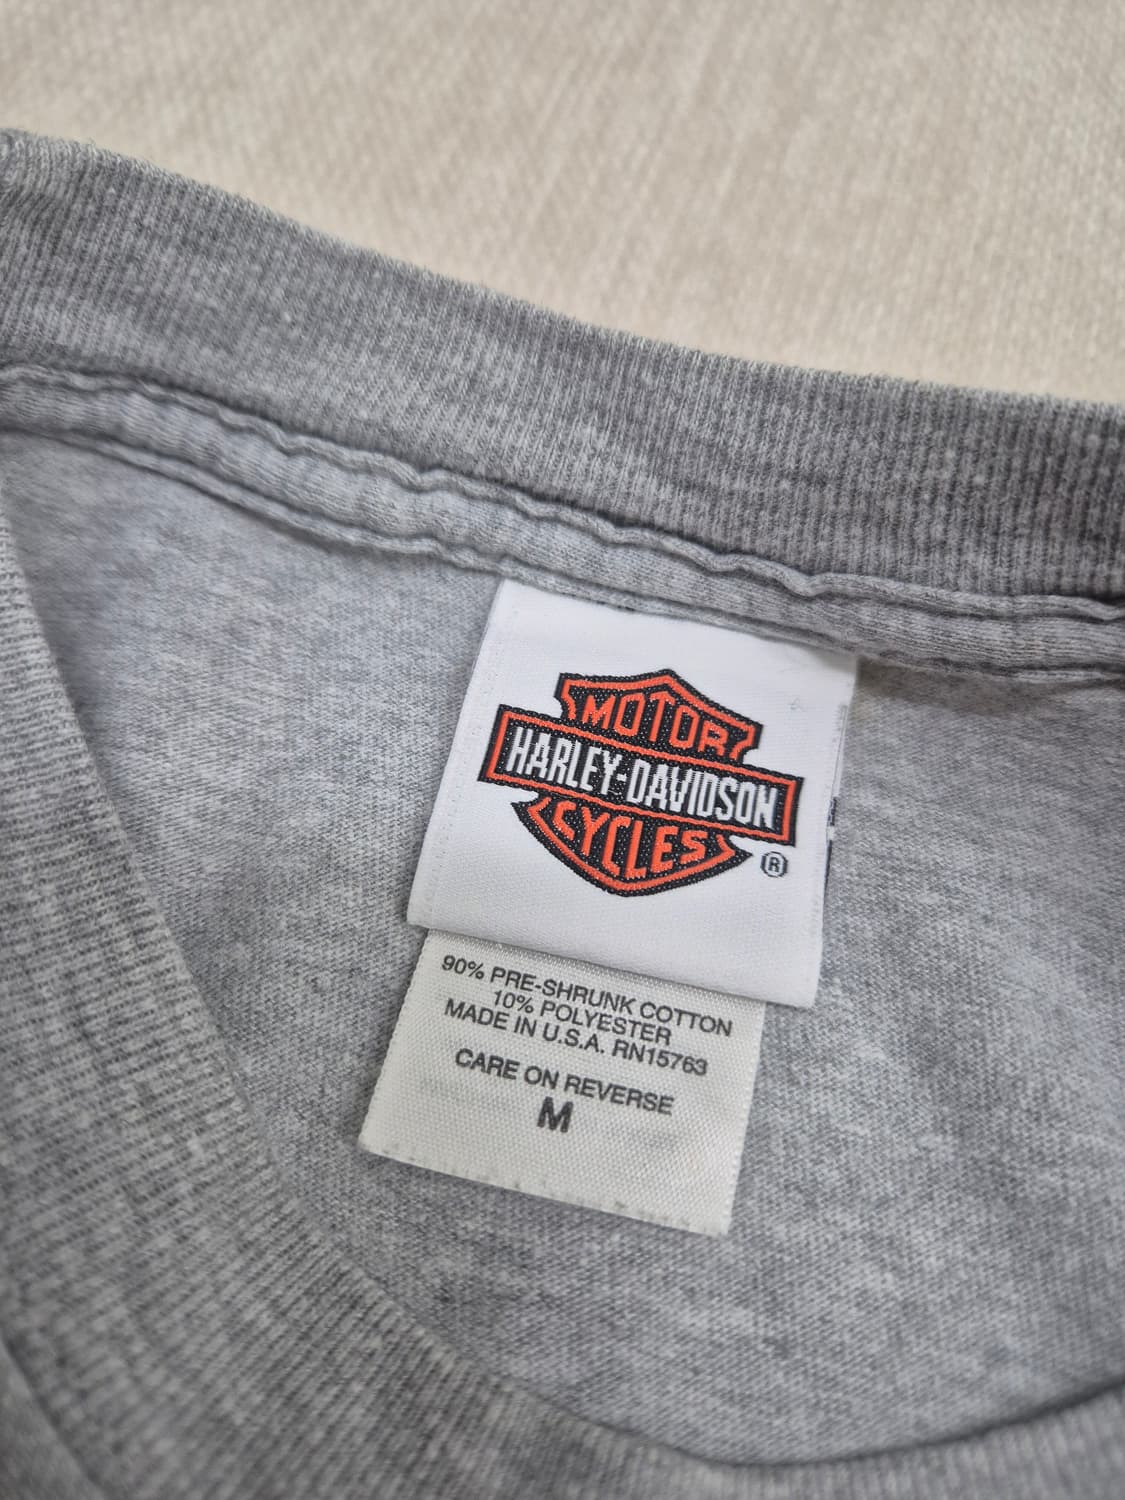 MOTOR
HARLEY-DAVIDSON
CYCLES
®
90% PRE-SHRUNK COTTON
10% POLYESTER
MADE IN U.S.A. RN15763
CARE ON REVERSE
M